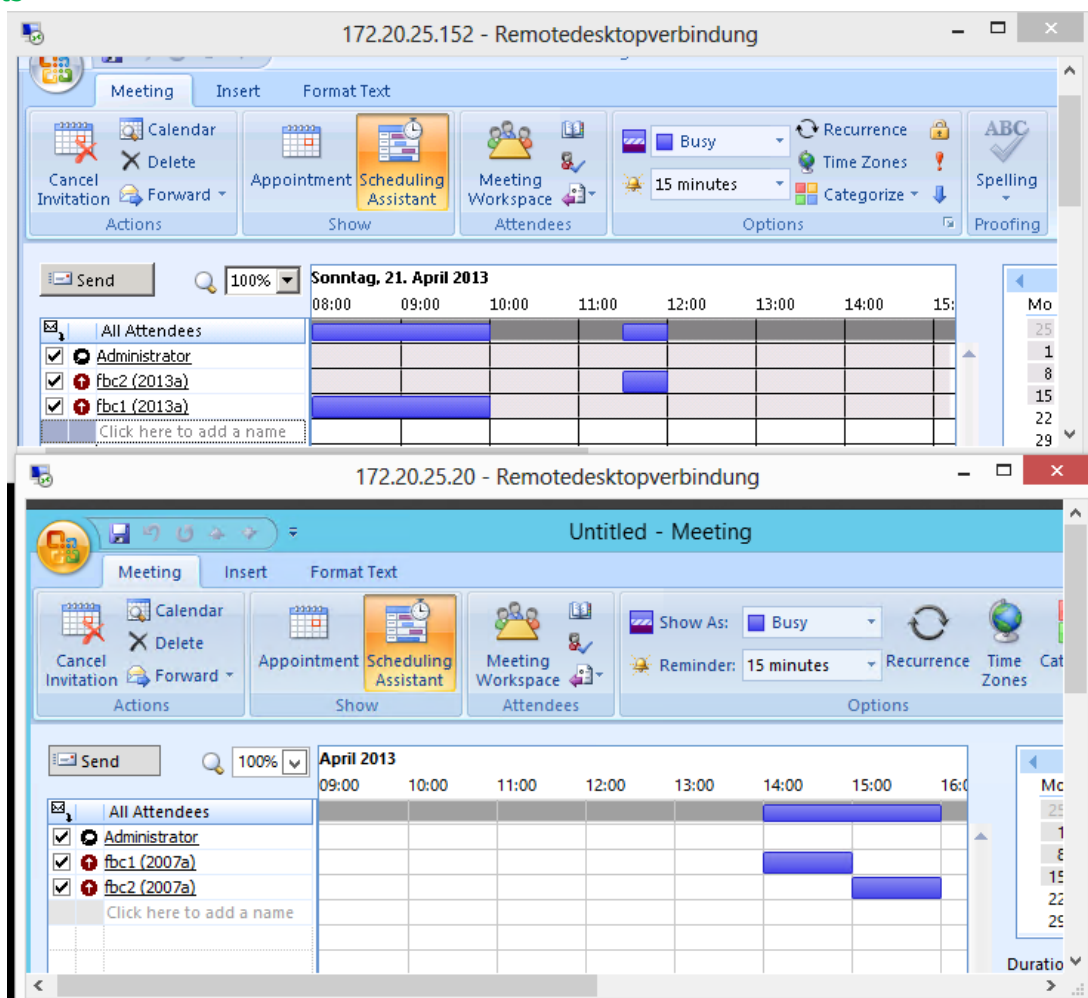 172.20.25.152 - Remotedesktopverbindung
Meeting Insert Format Text
Calendar
Delete
Forward
Cancel Invitation
Actions
Appointment
Scheduling Assistant
Show
Meeting Workspace
Attendees
Busy
15 minutes
Recurrence
Time Zones
Categorize
Options
ABC
Spelling
Proofing
Send 100% Sonntag, 21. April 2013
08:00 09:00 10:00 11:00 12:00 13:00 14:00 15:
Mo
All Attendees
25
Administrator
1
fbc2 (2013a)
8
fbc1 (2013a)
15
Click here to add a name
22
29
172.20.25.20 - Remotedesktopverbindung
Untitled - Meeting
Meeting Insert Format Text
Calendar
Delete
Forward
Cancel Invitation
Actions
Appointment
Scheduling Assistant
Show
Meeting Workspace
Attendees
Show As: Busy
Reminder: 15 minutes
Recurrence
Time Zones
Cat
Options
Send 100% April 2013
09:00 10:00 11:00 12:00 13:00 14:00 15:00 16:0
All Attendees
Administrator
1
fbc1 (2007a)
fbc2 (2007a)
15
Click here to add a name
22
Duratio